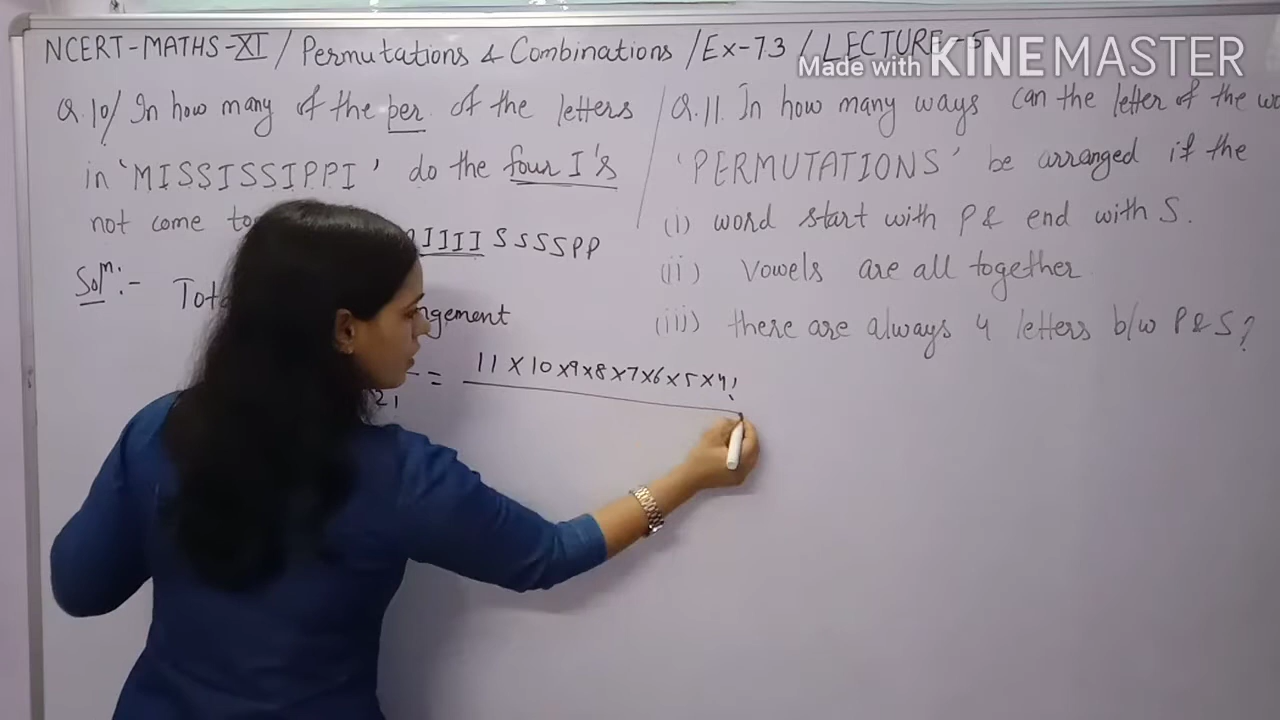 NCERT-MATHS-XI / Permutations & Combinations / Ex-7.3 / LECTURE-5
Made with KINEMASTER
Q.10/ In how many of the per of the letters
in 'MISSISSIPPI' do the four I's
not come
IIII SSSSPP
Soln:-
ngement
= 11 X 10 X 9 X 8 X 7 X 6 X 5 X 4!
2!
Q.11. In how many ways can the letter of the
'PERMUTATIONS' be arranged if the
(i) word start with P & end with S.
(ii) Vowels are all together
(iii) there are always 4 letters b/w P & S?